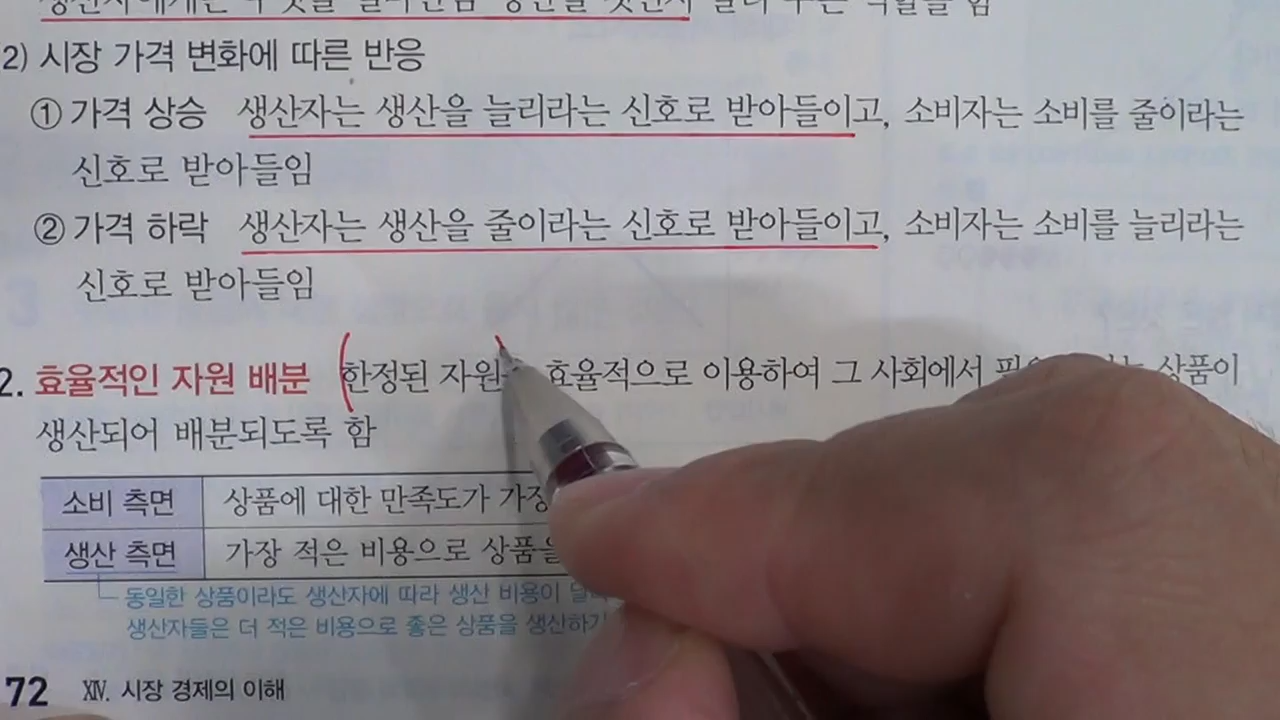 2) 시장 가격 변화에 따른 반응
① 가격 상승 생산자는 생산을 늘리라는 신호로 받아들이고, 소비자는 소비를 줄이라는
신호로 받아들임
② 가격 하락 생산자는 생산을 줄이라는 신호로 받아들이고, 소비자는 소비를 늘리라는
신호로 받아들임
2. 효율적인 자원 배분 한정된 자원 효율적으로 이용하여 그 사회에서 상품이
생산되어 배분되도록 함
소비 측면 상품에 대한 만족도가 가장
생산 측면 가장 적은 비용으로 상품을
동일한 상품이라도 생산자에 따라 생산 비용이
생산자들은 더 적은 비용으로 좋은 상품을 생산하기
72 XIV. 시장 경제의 이해